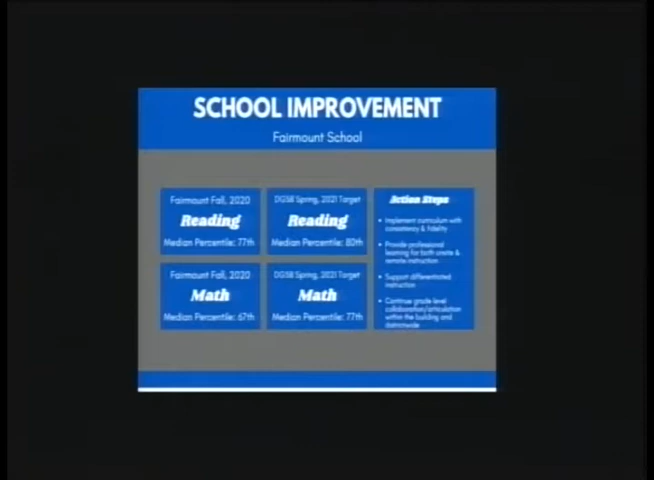 SCHOOL IMPROVEMENT
Fairmount School
Fairmount Fall, 2020
Reading
Median Percentile: 77th
DG58 Spring, 2021 Target
Reading
Median Percentile: 80th
Fairmount Fall, 2020
Math
Median Percentile: 67th
DG58 Spring, 2021 Target
Math
Median Percentile: 77th
Action Steps
• Implement curriculum with
consistency & fidelity
• Provide professional
learning for both onsite &
remote instruction
• Support differentiated
instruction
• Continue grade level
collaboration/articulation
within the building and
districtwide